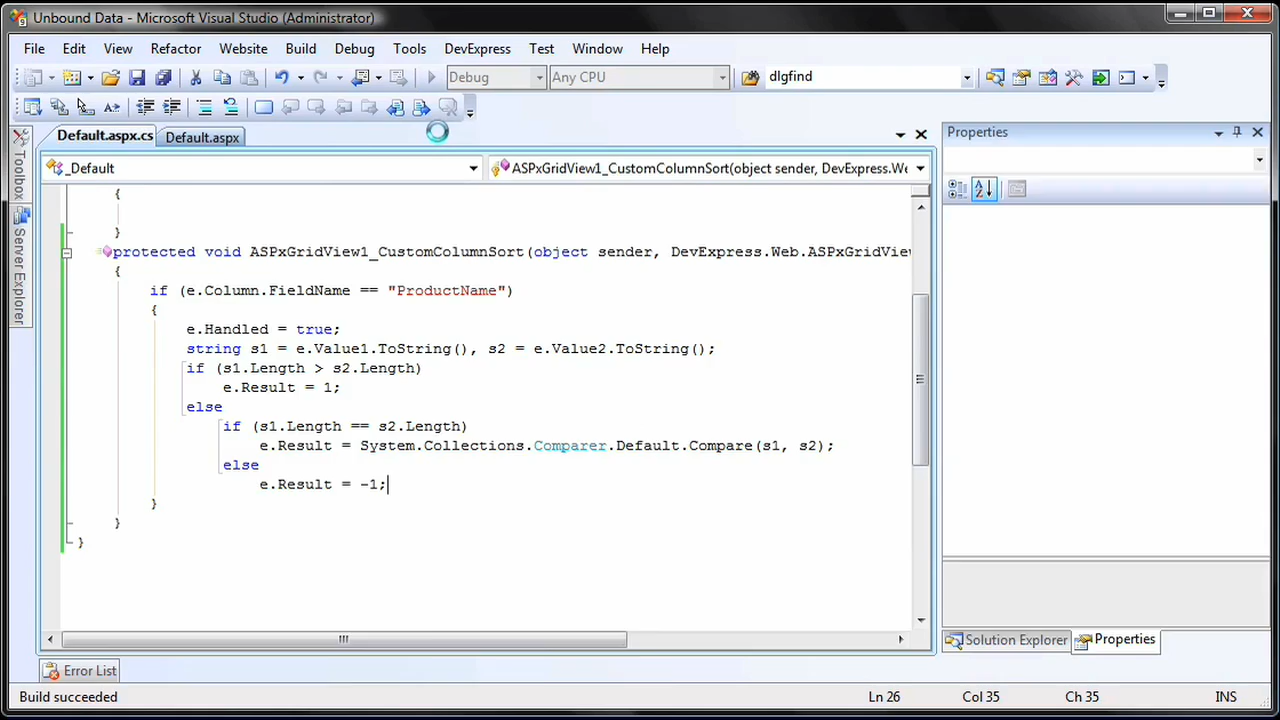 Unbound Data - Microsoft Visual Studio (Administrator)
File Edit View Refactor Website Build Debug Tools DevExpress Test Window Help
Debug Any CPU dlgfind
Default.aspx.cs Default.aspx
_Default ASPxGridView1_CustomColumnSort(object sender, DevExpress.We
Toolbox
Server Explorer
{
}
protected void ASPxGridView1_CustomColumnSort(object sender, DevExpress.Web.ASPxGridView
{
if (e.Column.FieldName == "ProductName")
{
e.Handled = true;
string s1 = e.Value1.ToString(), s2 = e.Value2.ToString();
if (s1.Length > s2.Length)
e.Result = 1;
else
if (s1.Length == s2.Length)
e.Result = System.Collections.Comparer.Default.Compare(s1, s2);
else
e.Result = -1;
}
}
}
Properties
Solution Explorer Properties
Error List
Build succeeded Ln 26 Col 35 Ch 35 INS